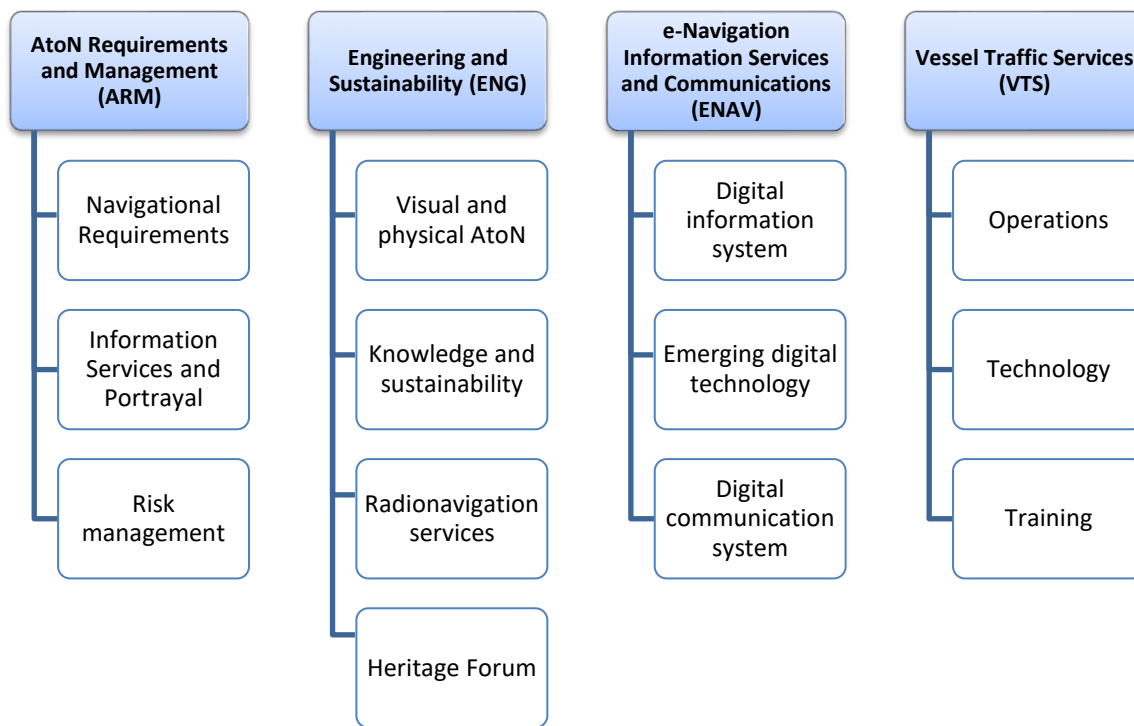 AtoN Requirements
and Management
(ARM)
Navigational
Requirements
Information
Services and
Portrayal
Risk
management
Engineering and
Sustainability (ENG)
Visual and
physical AtoN
Knowledge and
sustainability
Radionavigation
services
Heritage Forum
e-Navigation
Information Services
and Communications
(ENAV)
Digital
information
system
Emerging digital
technology
Digital
communication
system
Vessel Traffic Services
(VTS)
Operations
Technology
Training